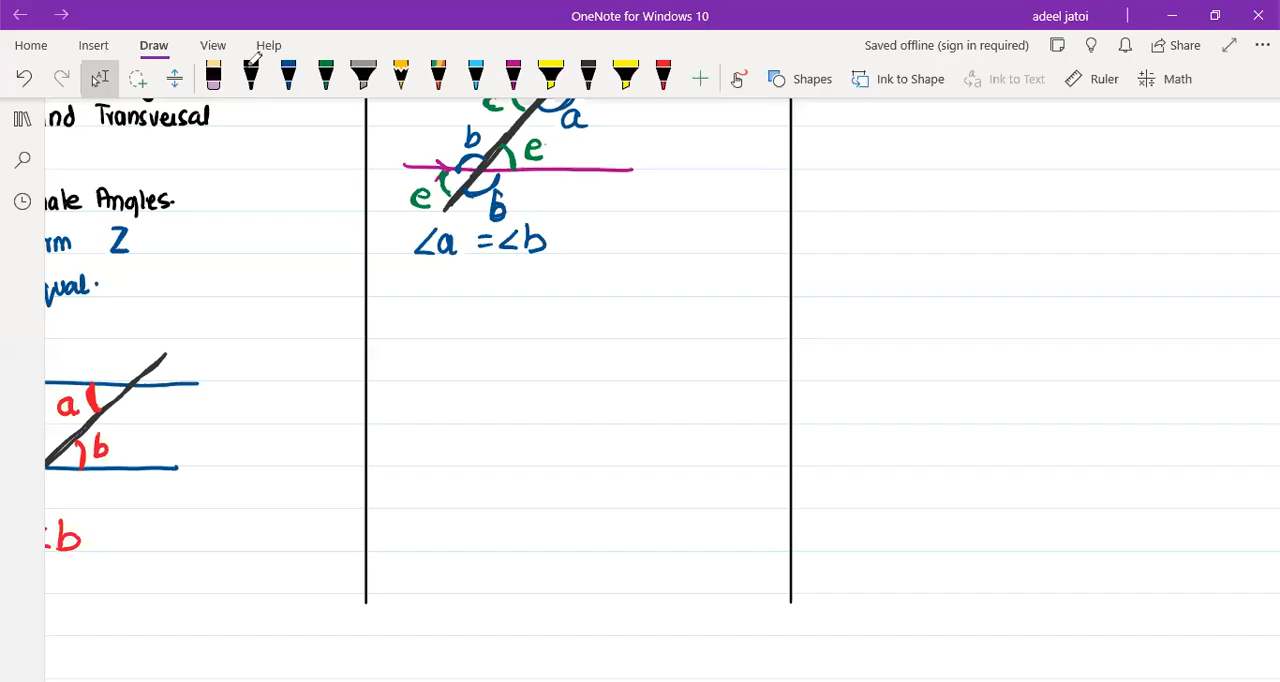 OneNote for Windows 10
adeel jatoi
Home
Insert
Draw
View
Help
Saved offline (sign in required)
Share
Shapes
Ink to Shape
Ink to Text
Ruler
Math
nd Transversal
nate Angles.
rm Z
qual.
a
b
<b
c
a
b
e
e
b
∠a = ∠b